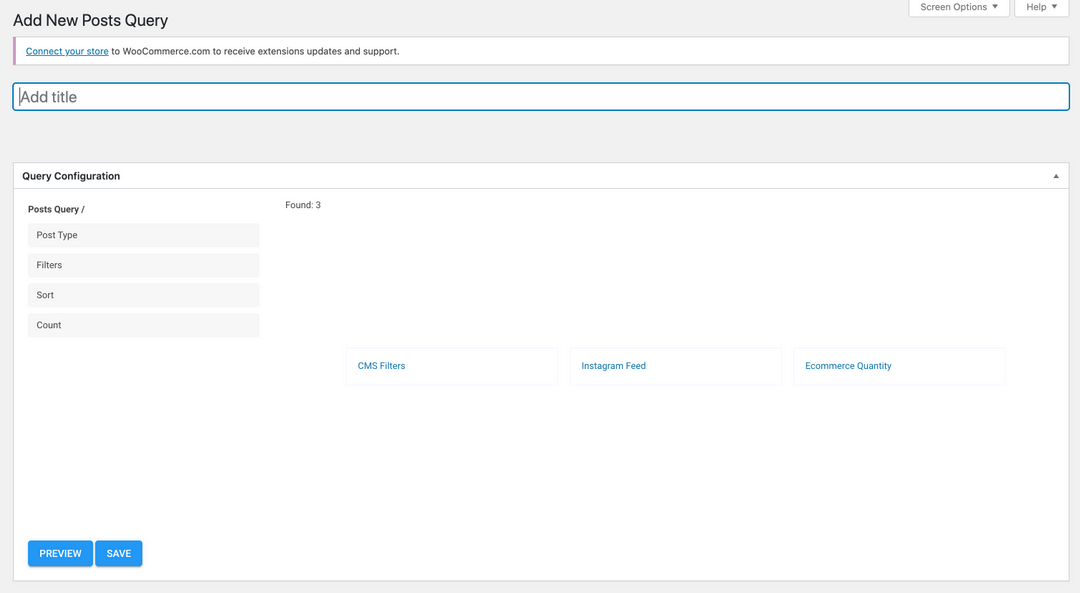 Screen Options ▼ Help ▼
Add New Posts Query
Connect your store to WooCommerce.com to receive extensions updates and support.
Add title
Query Configuration
Posts Query /
Found: 3
Post Type
Filters
Sort
Count
CMS Filters Instagram Feed Ecommerce Quantity
PREVIEW SAVE